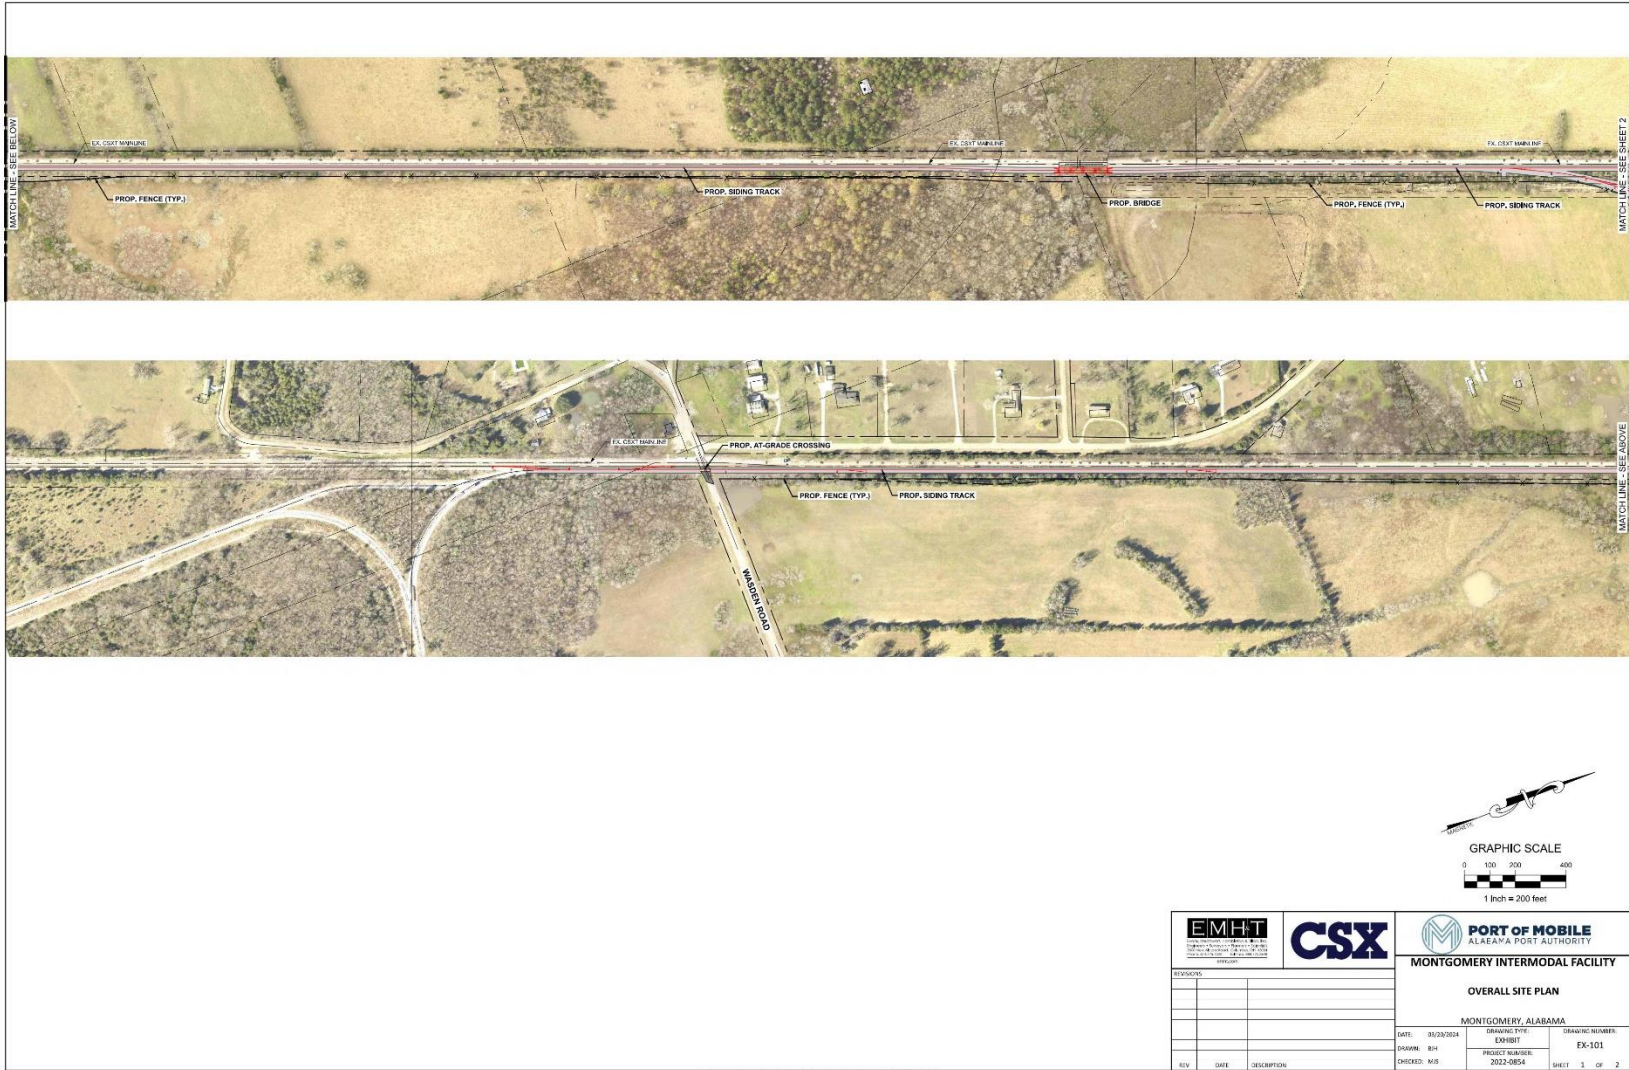 MATCH LINE - SEE BELOW
EX. CSXT MAINLINE
EX. CSXT MAINLINE
EX. CSXT MAINLINE
MATCH LINE - SEE SHEET 2
PROP. FENCE (TYP.)
PROP. SIDING TRACK
PROP. BRIDGE
PROP. FENCE (TYP.)
PROP. SIDING TRACK
EX. CSXT MAINLINE
PROP. AT-GRADE CROSSING
MATCH LINE - SEE ABOVE
PROP. FENCE (TYP.)
PROP. SIDING TRACK
WASDEN ROAD
MAGNETIC
GRAPHIC SCALE
0 100 200 400
1 inch = 200 feet
EMHT
CSX
PORT OF MOBILE
ALABAMA PORT AUTHORITY
MONTGOMERY INTERMODAL FACILITY
OVERALL SITE PLAN
MONTGOMERY, ALABAMA
REVISIONS
REV DATE DESCRIPTION
DATE: 03/20/2024
DRAWN: BJH
CHECKED: MJS
DRAWING TYPE:
EXHIBIT
PROJECT NUMBER:
2022-0854
DRAWING NUMBER:
EX-101
SHEET 1 OF 2